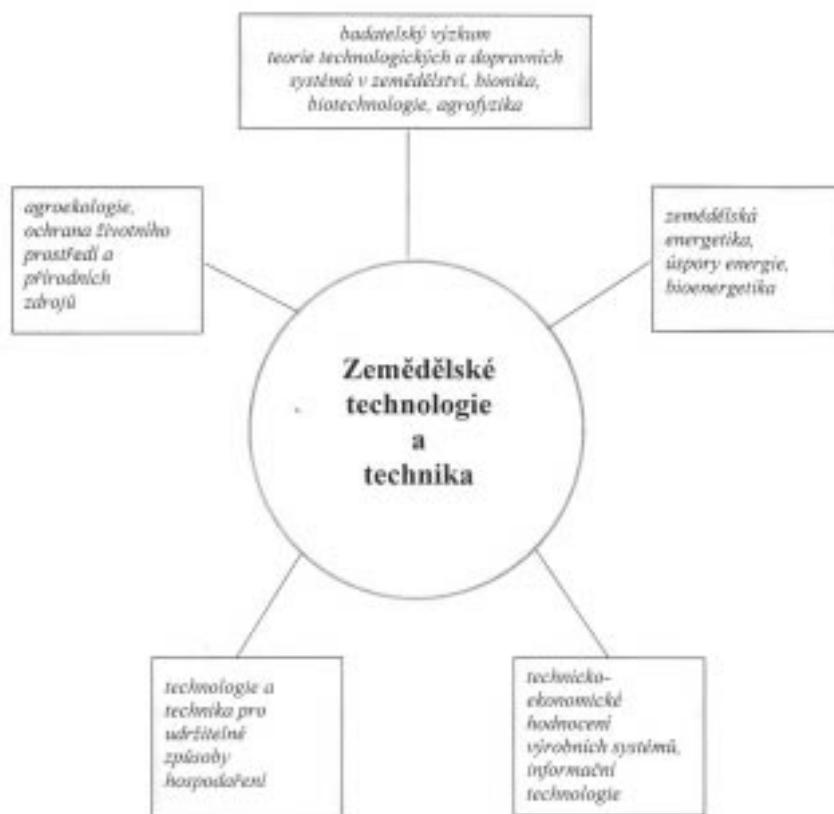 badatelský výzkum
teorie technologických a dopravních
systémů v zemědělství, bionika,
biotechnologie, agrofyzika
agroekologie,
ochrana životního
prostředí a
přírodních
zdrojů
zemědělská
energetika,
úspory energie,
bioenergetika
Zemědělské
technologie
a
technika
technologie a
technika pro
udržitelné
způsoby
hospodaření
technicko-
ekonomické
hodnocení
výrobních systémů,
informační
technologie